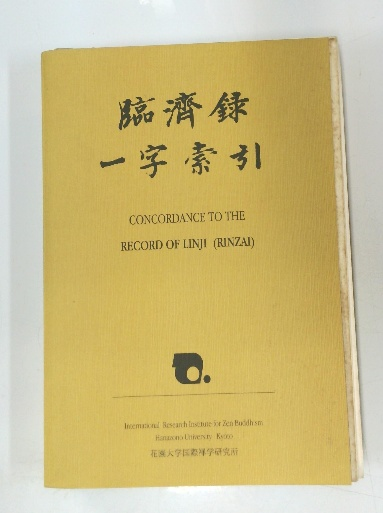 臨濟錄
一字索引
CONCORDANCE TO THE
RECORD OF LINJI (RINZAI)
International Research Institute for Zen Buddhism
Hanazono University Kyoto
花園大学国際禅学研究所